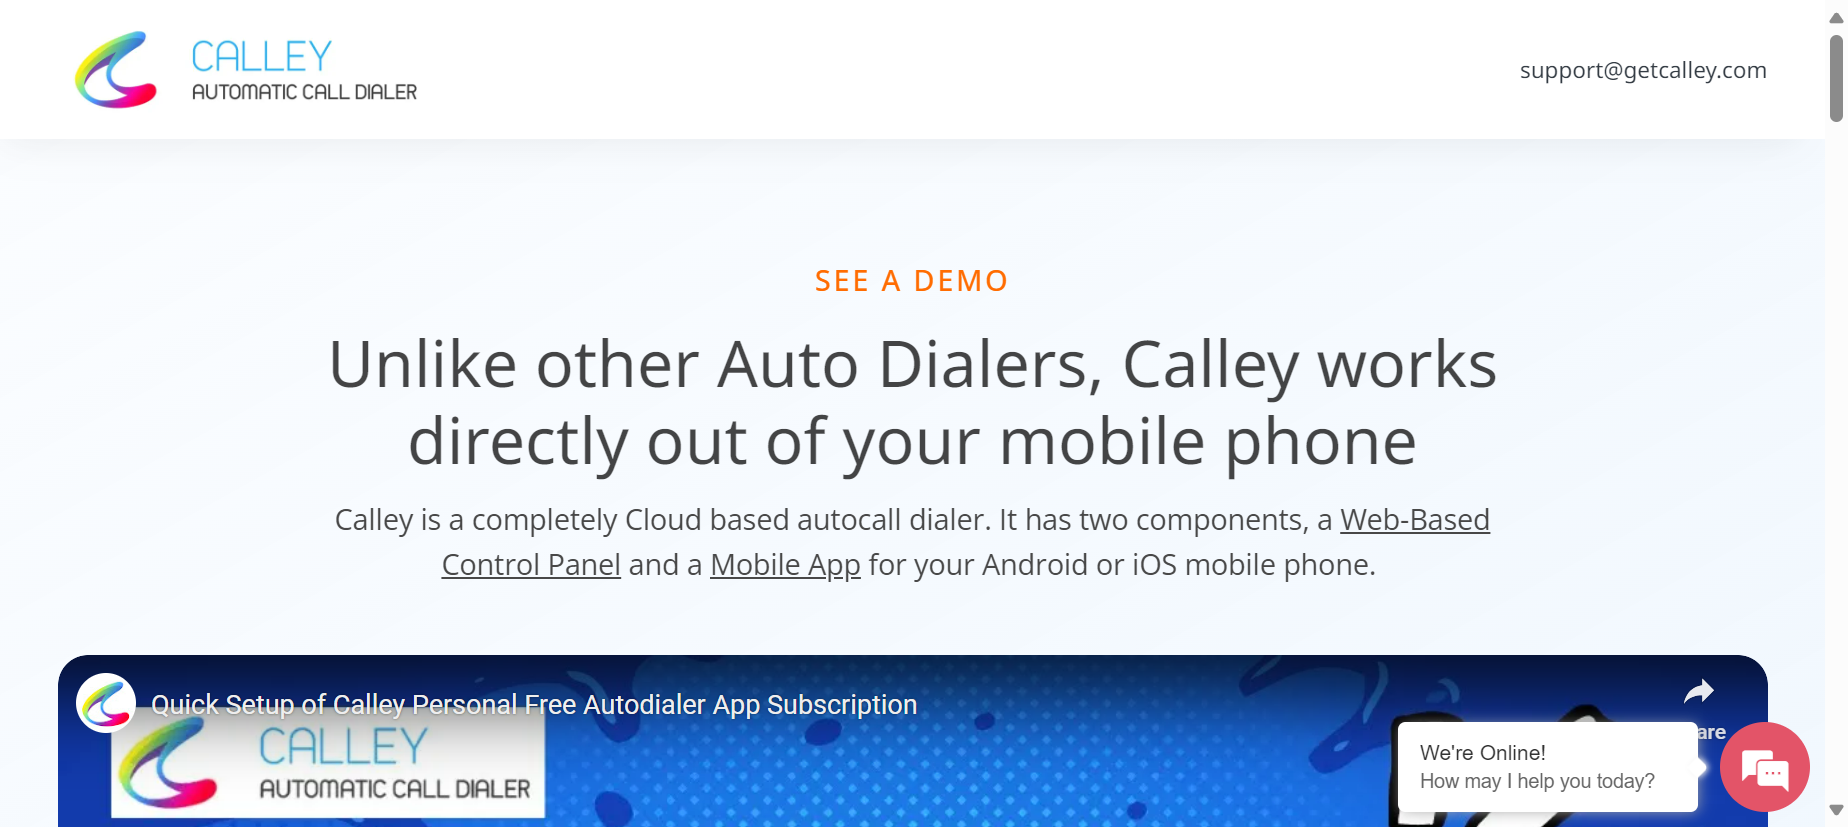 CALLEY
AUTOMATIC CALL DIALER
support@getcalley.com
SEE A DEMO
Unlike other Auto Dialers, Calley works
directly out of your mobile phone
Calley is a completely Cloud based autocall dialer. It has two components, a Web-Based
Control Panel and a Mobile App for your Android or iOS mobile phone.
Quick Setup of Calley Personal Free Autodialer App Subscription
CALLEY
AUTOMATIC CALL DIALER
are
We're Online!
How may I help you today?